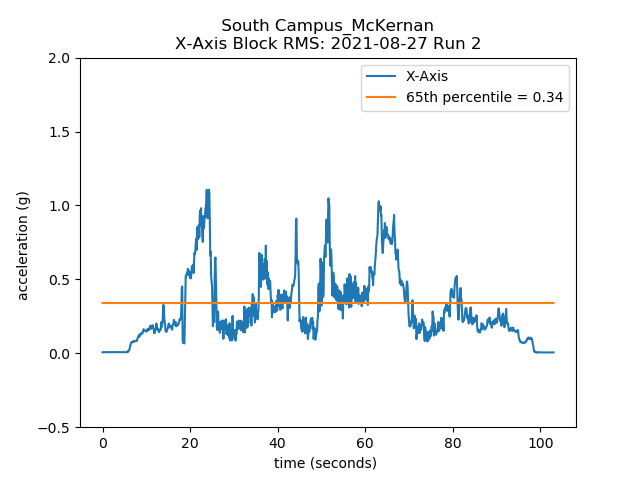 South Campus_McKernan
X-Axis Block RMS: 2021-08-27 Run 2
X-Axis
65th percentile = 0.34
acceleration (g)
2.0
1.5
1.0
0.5
0.0
−0.5
0 20 40 60 80 100
time (seconds)